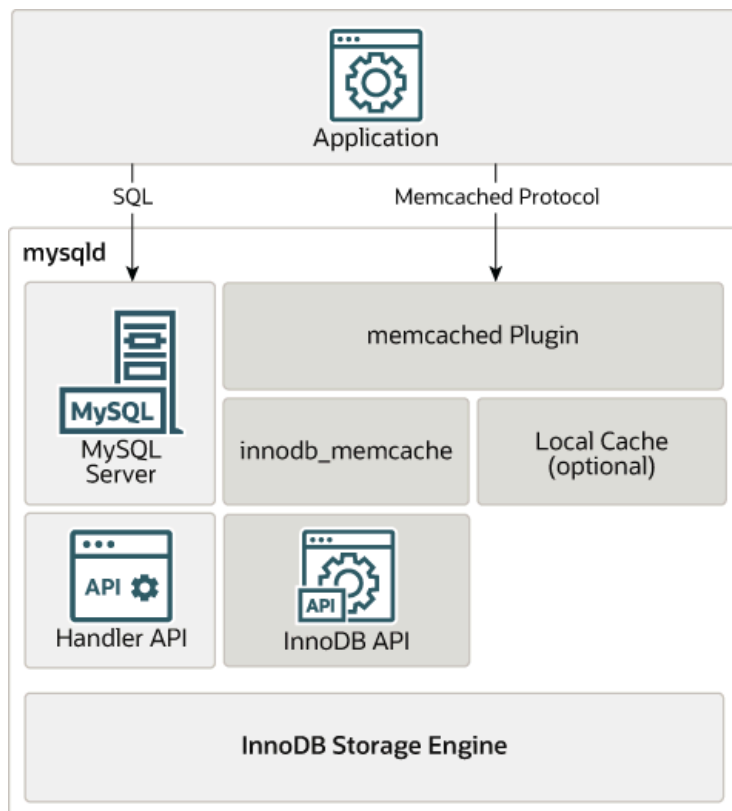 Application
SQL
Memcached Protocol
mysqld
memcached Plugin
MySQL
MySQL
Server
innodb_memcache
Local Cache
(optional)
API
Handler API
API
InnoDB API
InnoDB Storage Engine